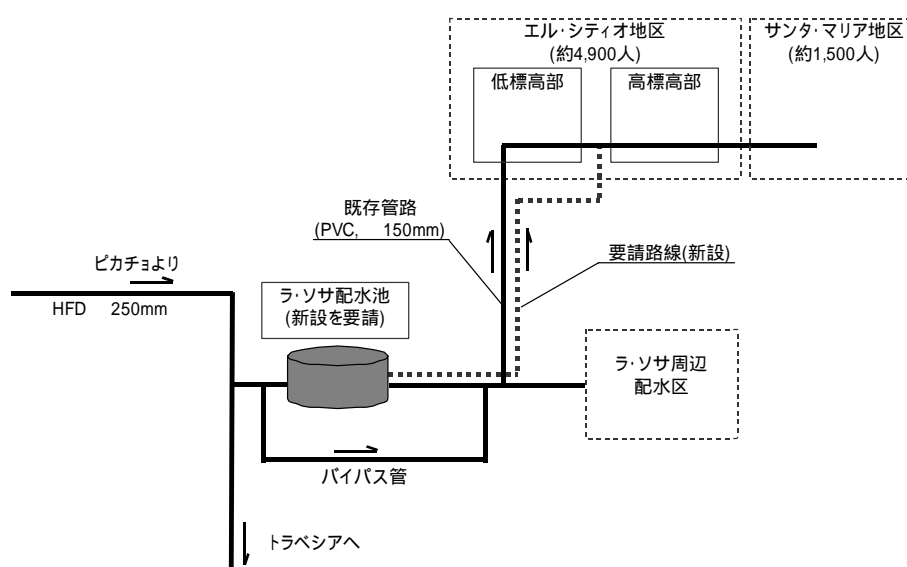 エル・シティオ地区
(約4,900人)
サンタ・マリア地区
(約1,500人)
低標高部
高標高部
既存管路
(PVC, 150mm)
要請路線(新設)
ピカチョより
HFD 250mm
ラ・ソサ配水池
(新設を要請)
ラ・ソサ周辺
配水区
バイパス管
トラベシアへ